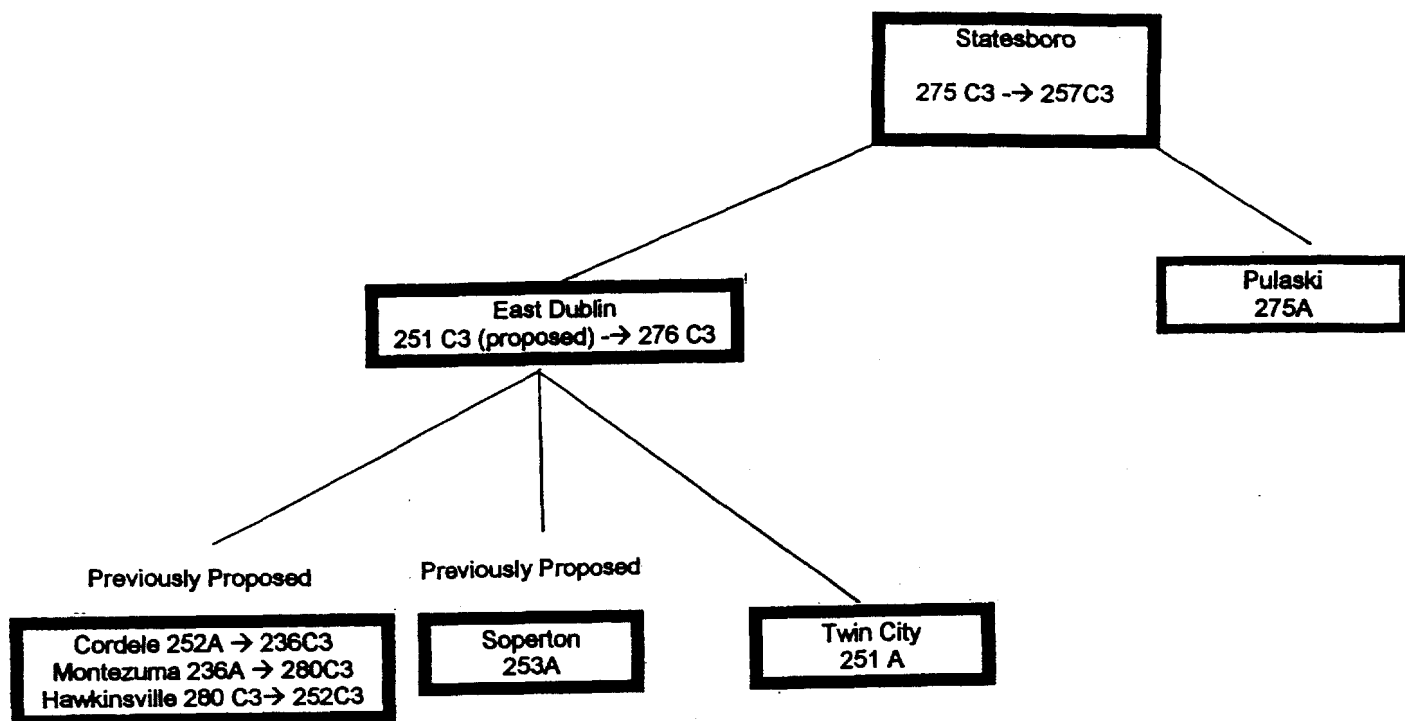 Statesboro
275 C3 -→ 257C3
Pulaski
275A
East Dublin
251 C3 (proposed) -→ 276 C3
Previously Proposed
Previously Proposed
Cordele 252A → 236C3
Montezuma 236A → 280C3
Hawkinsville 280 C3→ 252C3
Soperton
253A
Twin City
251 A